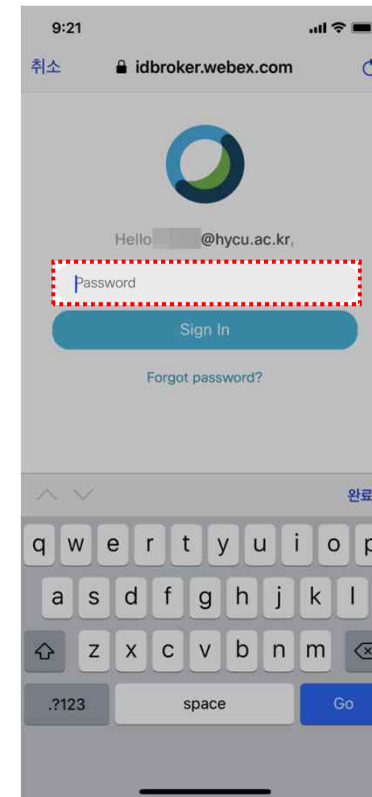 9:21
취소 idbroker.webex.com
Hello @hycu.ac.kr,
Password
Sign In
Forgot password?
완료
q w e r t y u i o p
a s d f g h j k l
z x c v b n m
.?123 space Go